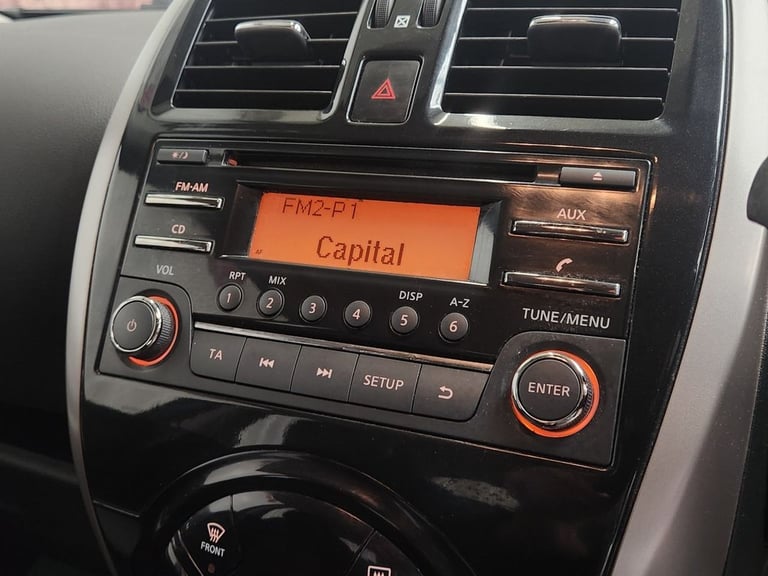 FM-AM
CD
FM2-P1
AF
Capital
AUX
VOL
RPT MIX DISP A-Z
1 2 3 4 5 6
TUNE/MENU
TA SETUP
ENTER
FRONT